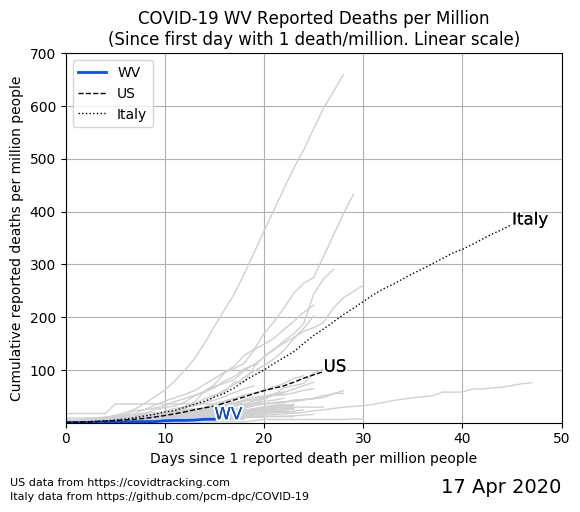 COVID-19 WV Reported Deaths per Million
(Since first day with 1 death/million. Linear scale)
Cumulative reported deaths per million people
700
600
500
400
300
200
100
WV
US
Italy
Italy
US
WV
0
10
20
30
40
50
Days since 1 reported death per million people
US data from https://covidtracking.com
Italy data from https://github.com/pcm-dpc/COVID-19
17 Apr 2020